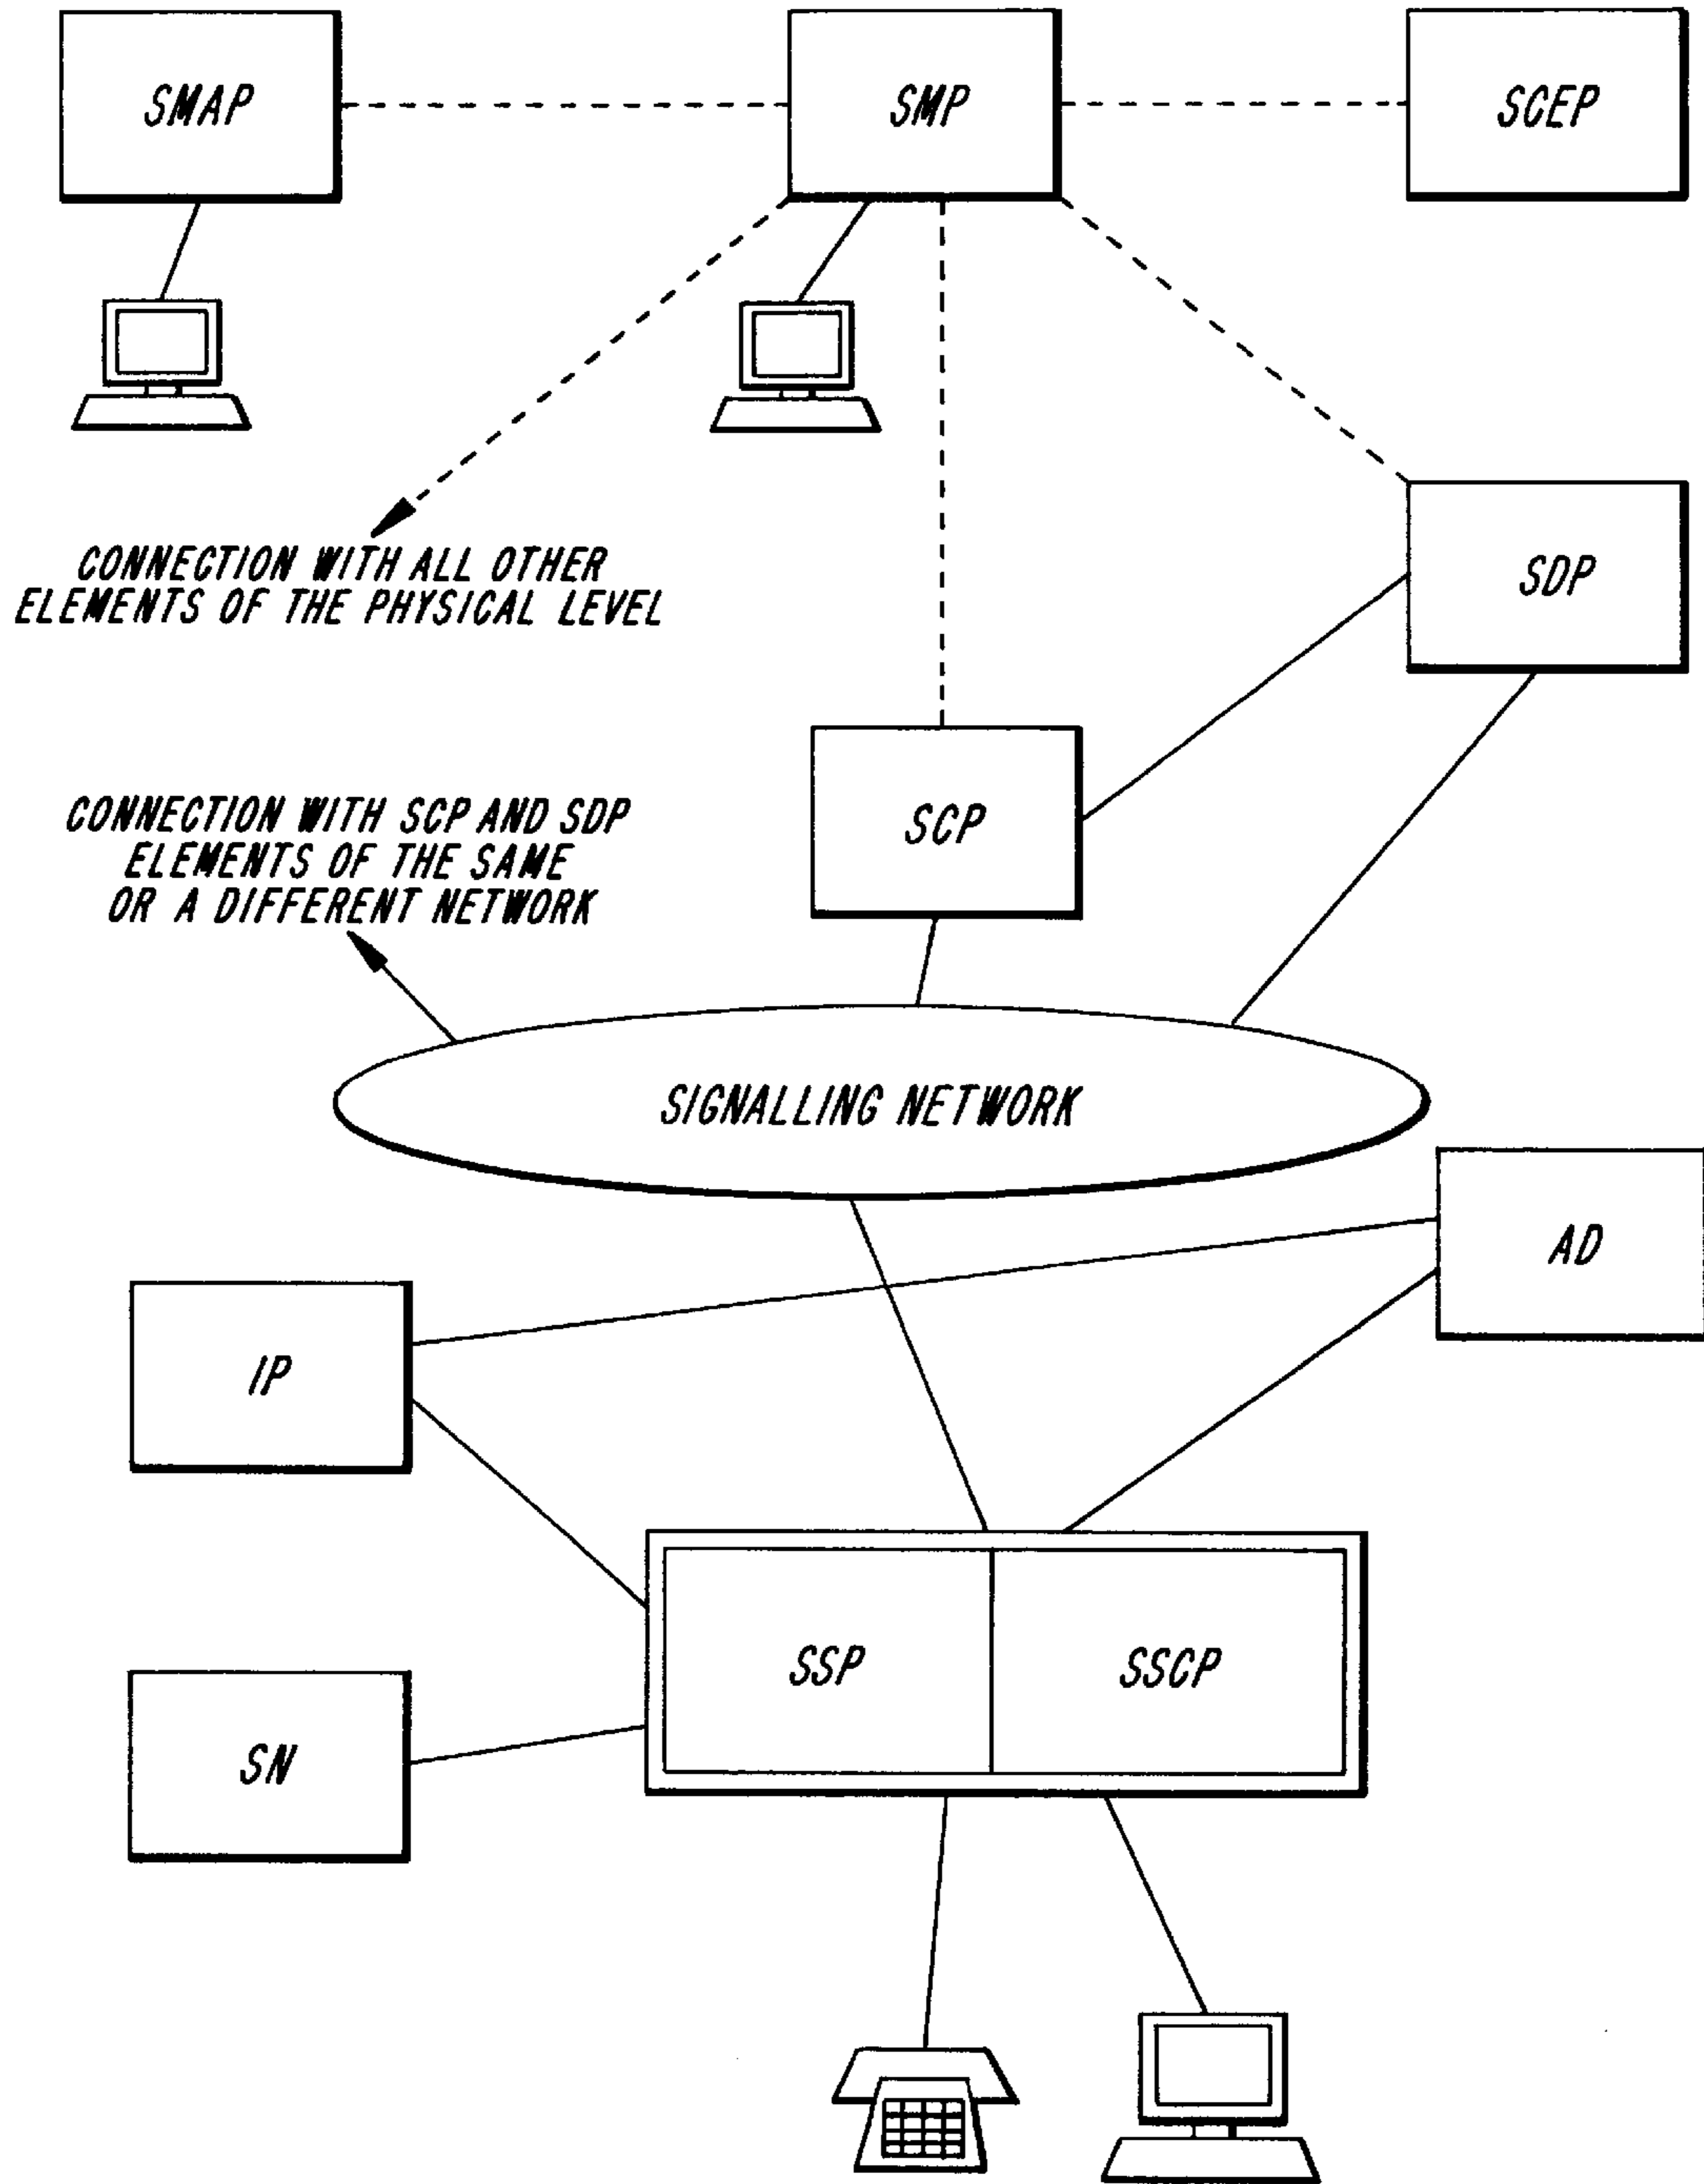 SMAP
SMP
SCEP
CONNECTION WITH ALL OTHER
ELEMENTS OF THE PHYSICAL LEVEL
SDP
CONNECTION WITH SCP AND SDP
ELEMENTS OF THE SAME
OR A DIFFERENT NETWORK
SCP
SIGNALLING NETWORK
AD
IP
SSP
SSCP
SN